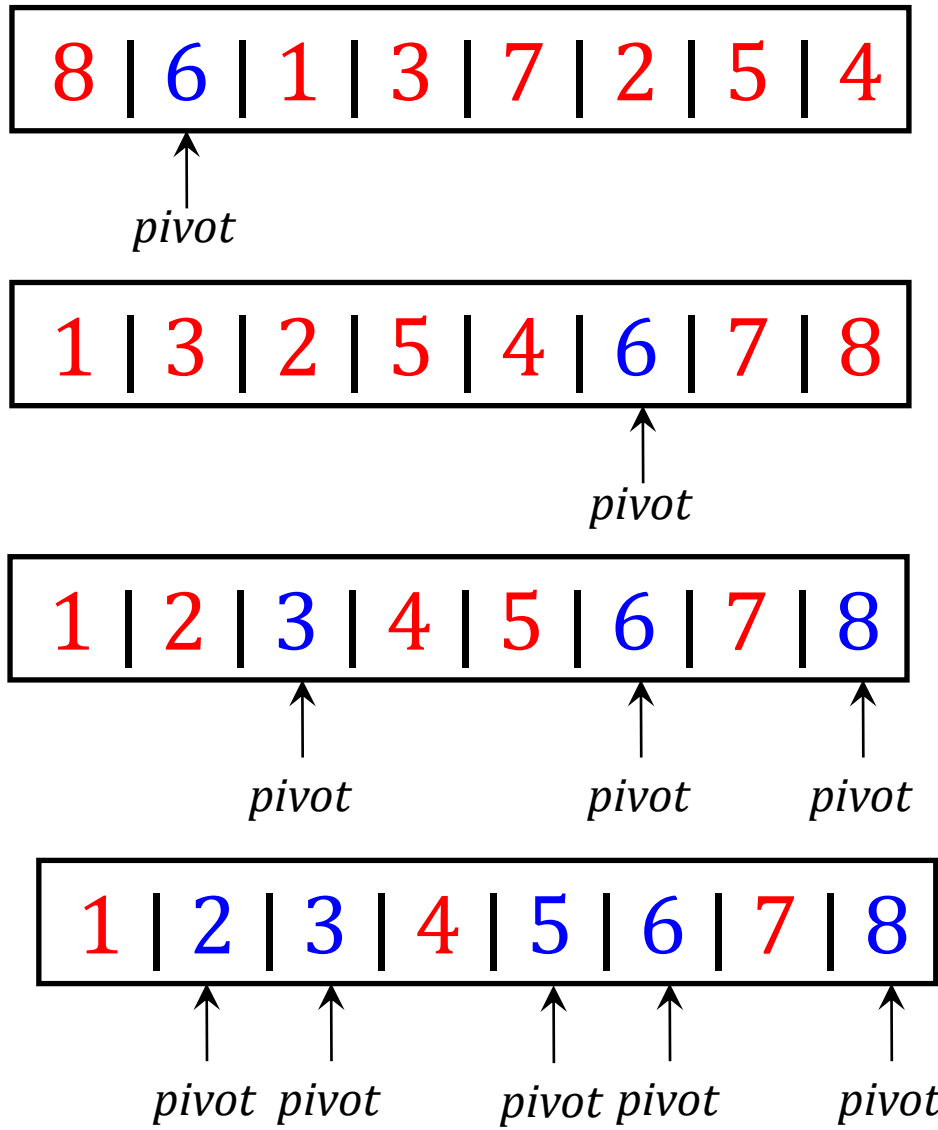 8 | 6 | 1 | 3 | 7 | 2 | 5 | 4
pivot
1 | 3 | 2 | 5 | 4 | 6 | 7 | 8
pivot
1 | 2 | 3 | 4 | 5 | 6 | 7 | 8
pivot pivot pivot
1 | 2 | 3 | 4 | 5 | 6 | 7 | 8
pivot pivot pivot pivot pivot